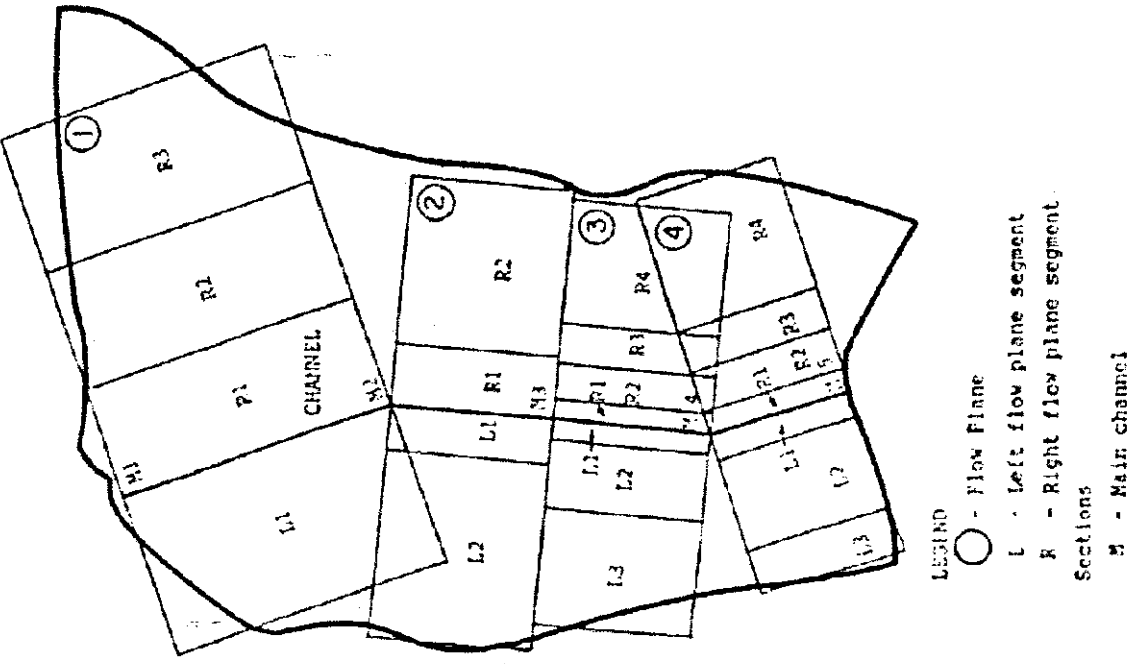 1
R3
R2
R1
CHANNEL
M1
M2
L1
2
R2
R1
M3
L1
L2
3
R4
R3
R1
R2
M4
L1
L2
L3
4
R4
R3
R2
R1
L1
L2
L3
LEGEND
- Flow Plane
L - Left flow plane segment
R - Right flow plane segment
Sections
M - Main channel